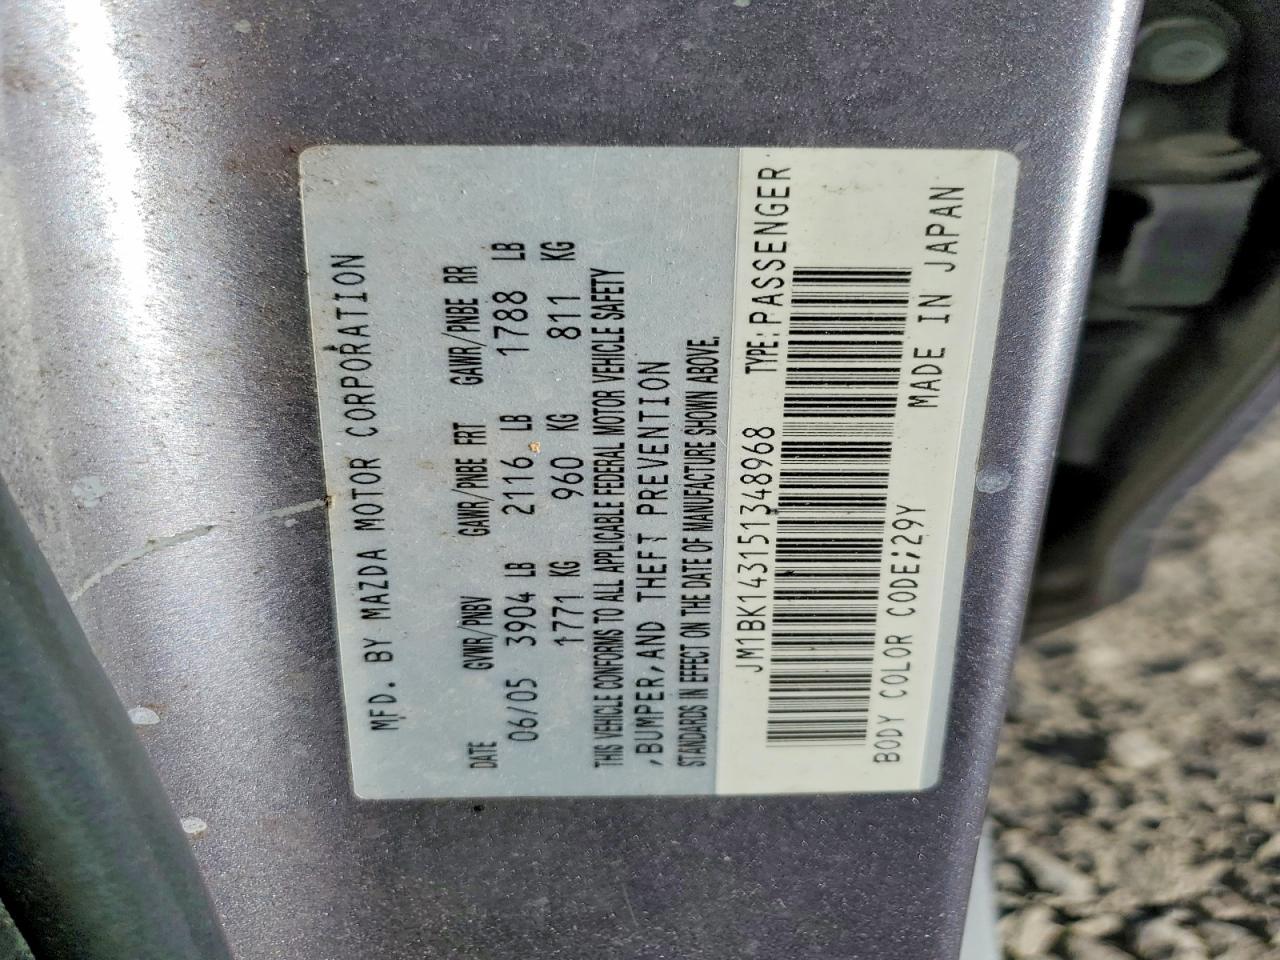 MFD. BY MAZDA MOTOR CORPORATION
DATE GVWR/PNBV GAWR/PNBE FRT GAWR/PNBE RR
06/05 3904 LB 2116 LB 1788 LB
1771 KG 960 KG 811 KG
THIS VEHICLE CONFORMS TO ALL APPLICABLE FEDERAL MOTOR VEHICLE SAFETY
,BUMPER,AND THEFT PREVENTION
STANDARDS IN EFFECT ON THE DATE OF MANUFACTURE SHOWN ABOVE.
JM1BK143151348968 TYPE:PASSENGER
BODY COLOR CODE;29Y MADE IN JAPAN